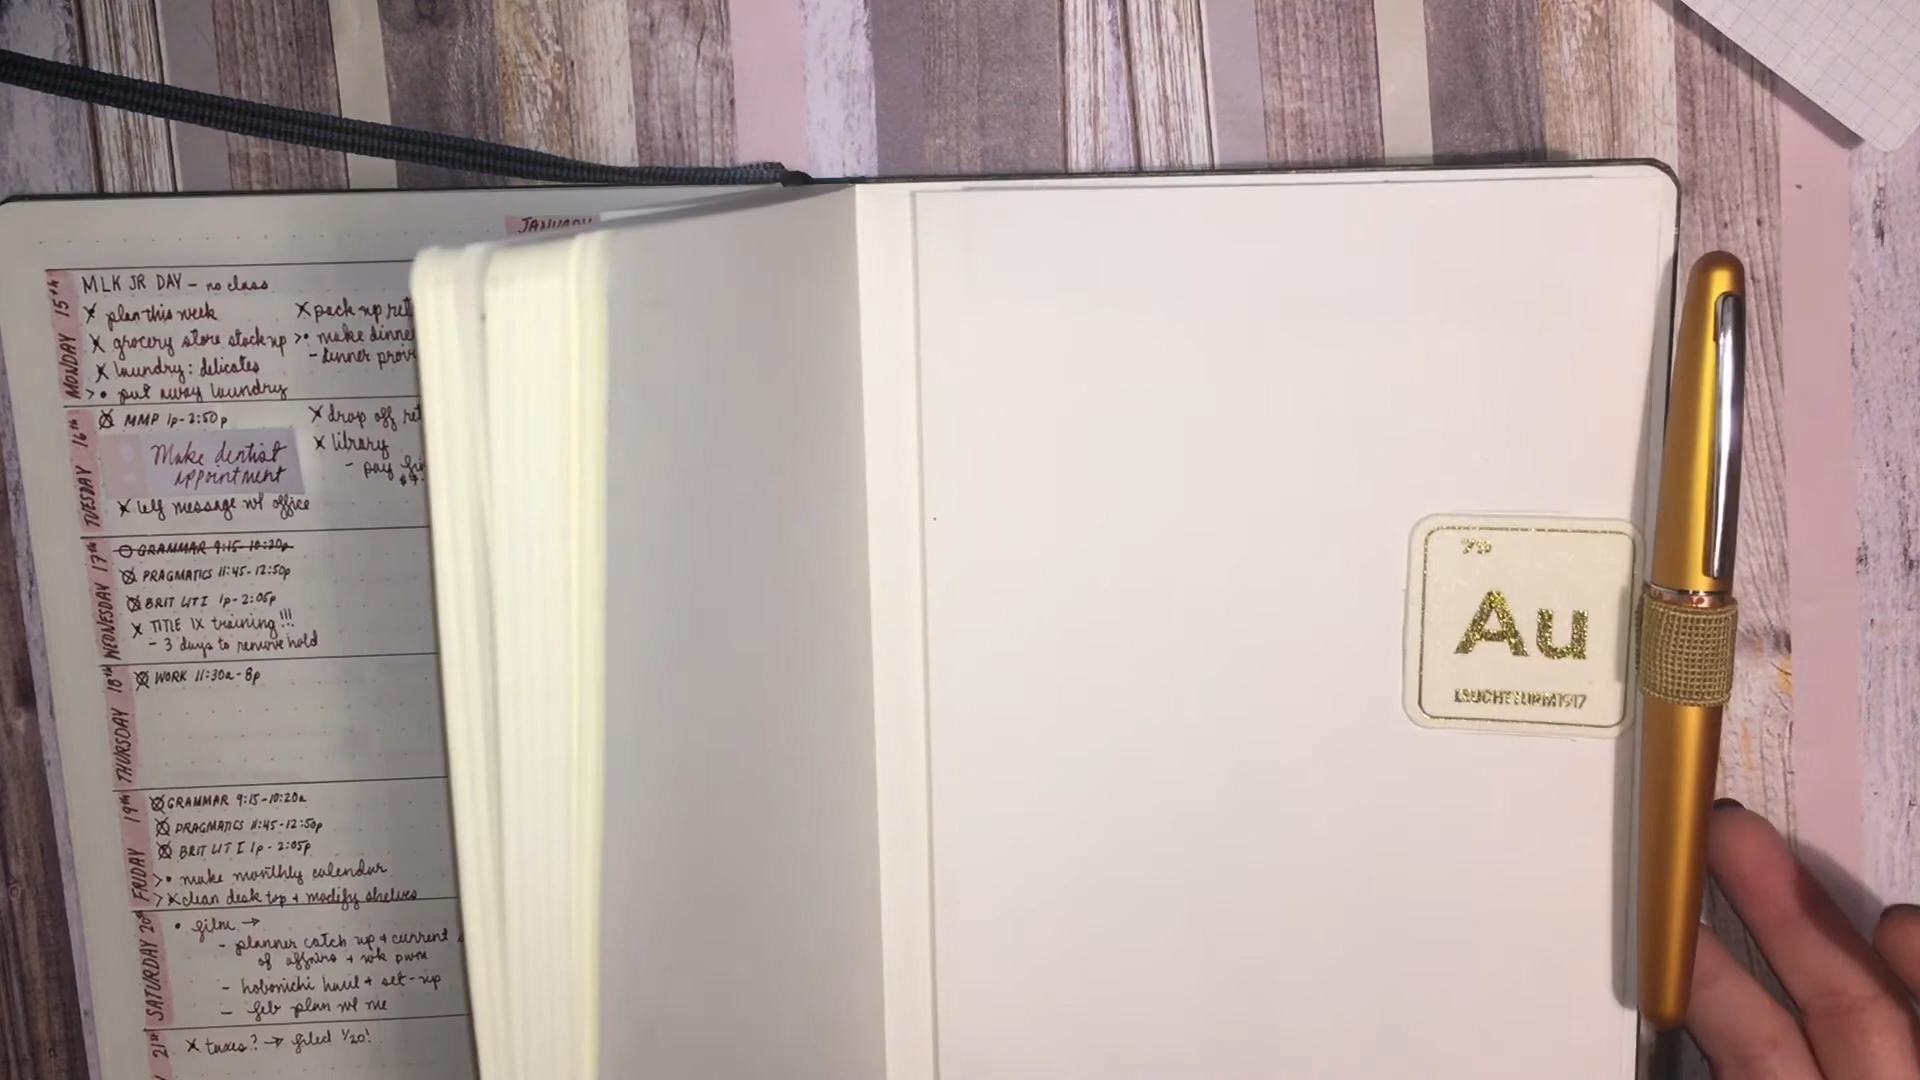 JANUARY
MONDAY 15th
MLK JR DAY - no class
X plan this week
X grocery store stock up
X laundry: delicates
>• put away laundry
X pack up
>• make dinner
- dinner
TUESDAY 16th
MMP 1p-2:50p
Make dentist
appointment
X left message w/ office
X drop off
X library
- pay
WEDNESDAY 17th
GRAMMAR 9:15-10:20a
PRAGMATICS 11:45-12:50p
BRIT LIT I 1p-2:05p
X TITLE IX training!!!
- 3 days to remove hold
THURSDAY 18th
WORK 11:30a-8p
FRIDAY 19th
GRAMMAR 9:15-10:20a
PRAGMATICS 11:45-12:50p
BRIT LIT I 1p-2:05p
>• make monthly calendar
>X clean desk top + modify shelves
SATURDAY 20th
• film →
- planner catch up + current
of affairs + wk pwm
- hobonichi haul + set-up
- feb plan w/ me
21st
X taxes? → filed 1/20!
79
Au
LEUCHTTURM1917